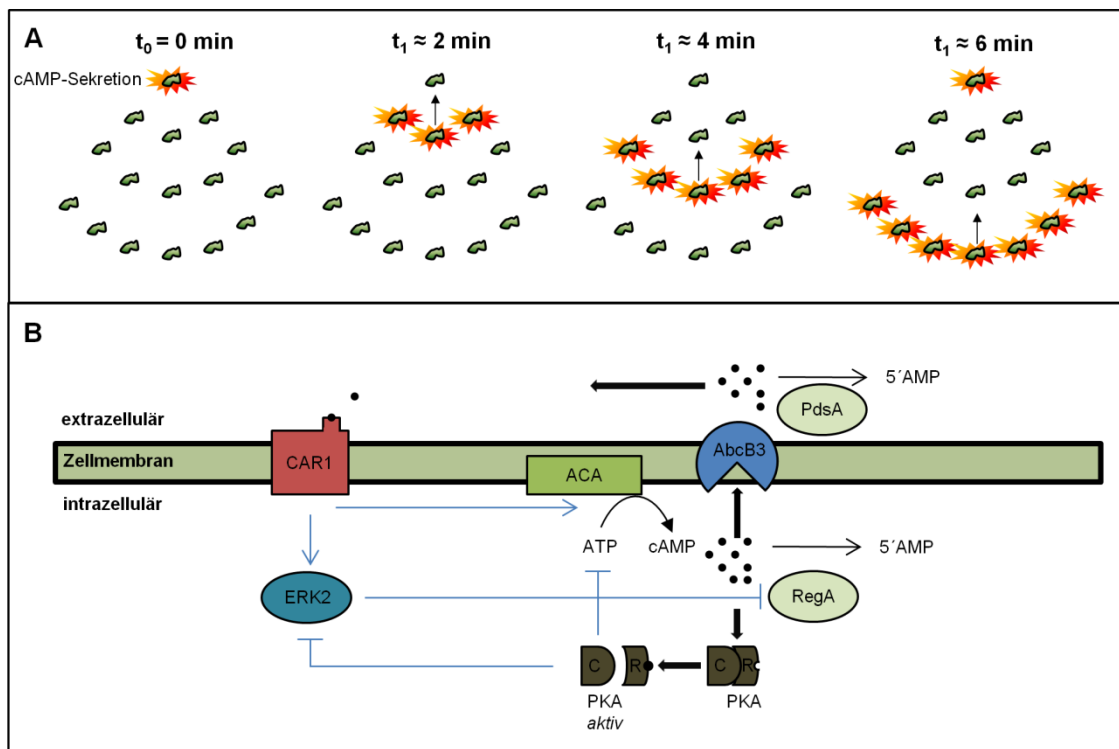 A
t0 = 0 min
t1 ≈ 2 min
t1 ≈ 4 min
t1 ≈ 6 min
cAMP-Sekretion
B
5´AMP
PdsA
extrazellulär
AbcB3
Zellmembran
CAR1
ACA
intrazellulär
ATP
cAMP
5´AMP
ERK2
RegA
C
R
C
R
PKA
PKA
aktiv